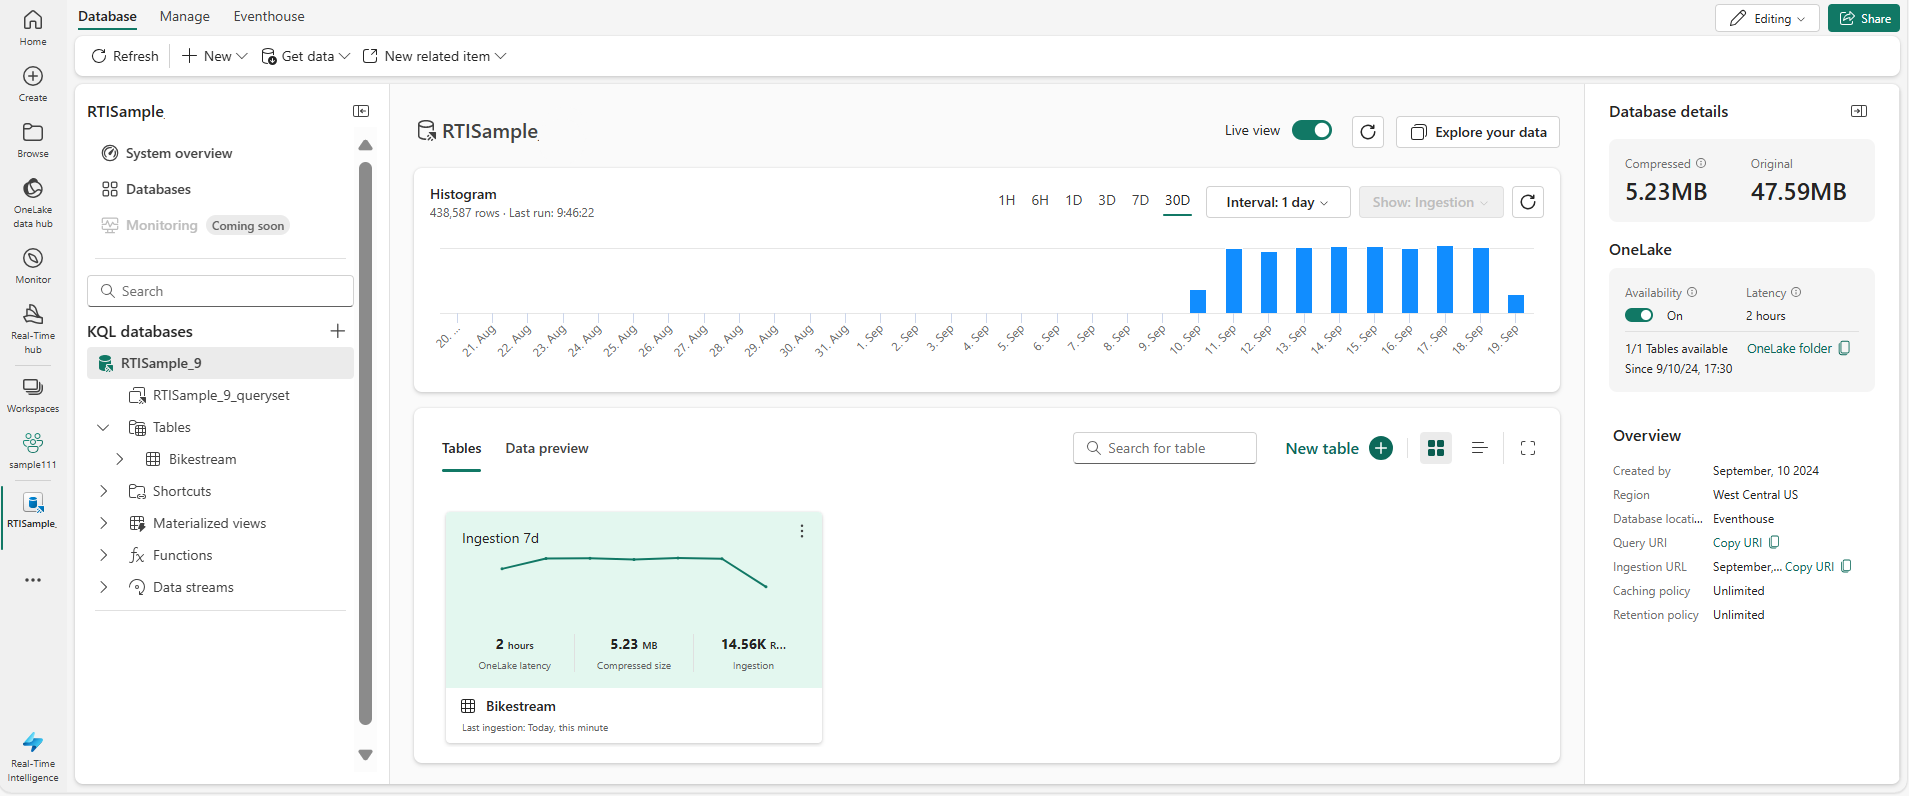 Home
Create
Browse
OneLake
data hub
Monitor
Real-Time
hub
Workspaces
sample111
RTISample_
Real-Time
Intelligence
Database Manage Eventhouse
Editing
Share
Refresh New Get data New related item
RTISample_
System overview
Databases
Monitoring Coming soon
Search
KQL databases
RTISample_9
RTISample_9_queryset
Tables
Bikestream
Shortcuts
Materialized views
Functions
Data streams
RTISample_
Live view
Explore your data
Histogram
438,587 rows · Last run: 9:46:22
1H 6H 1D 3D 7D 30D
Interval: 1 day
Show: Ingestion
20. ... 21. Aug 22. Aug 23. Aug 24. Aug 25. Aug 26. Aug 27. Aug 28. Aug 29. Aug 30. Aug 31. Aug 1. Sep 2. Sep 3. Sep 4. Sep 5. Sep 6. Sep 7. Sep 8. Sep 9. Sep 10. Sep 11. Sep 12. Sep 13. Sep 14. Sep 15. Sep 16. Sep 17. Sep 18. Sep 19. Sep
Tables Data preview
Search for table
New table
Ingestion 7d
2 hours 5.23 MB 14.56K R...
OneLake latency Compressed size Ingestion
Bikestream
Last ingestion: Today, this minute
Database details
Compressed Original
5.23MB 47.59MB
OneLake
Availability Latency
On 2 hours
1/1 Tables available OneLake folder
Since 9/10/24, 17:30
Overview
Created by September, 10 2024
Region West Central US
Database locati... Eventhouse
Query URI Copy URI
Ingestion URL September,... Copy URI
Caching policy Unlimited
Retention policy Unlimited